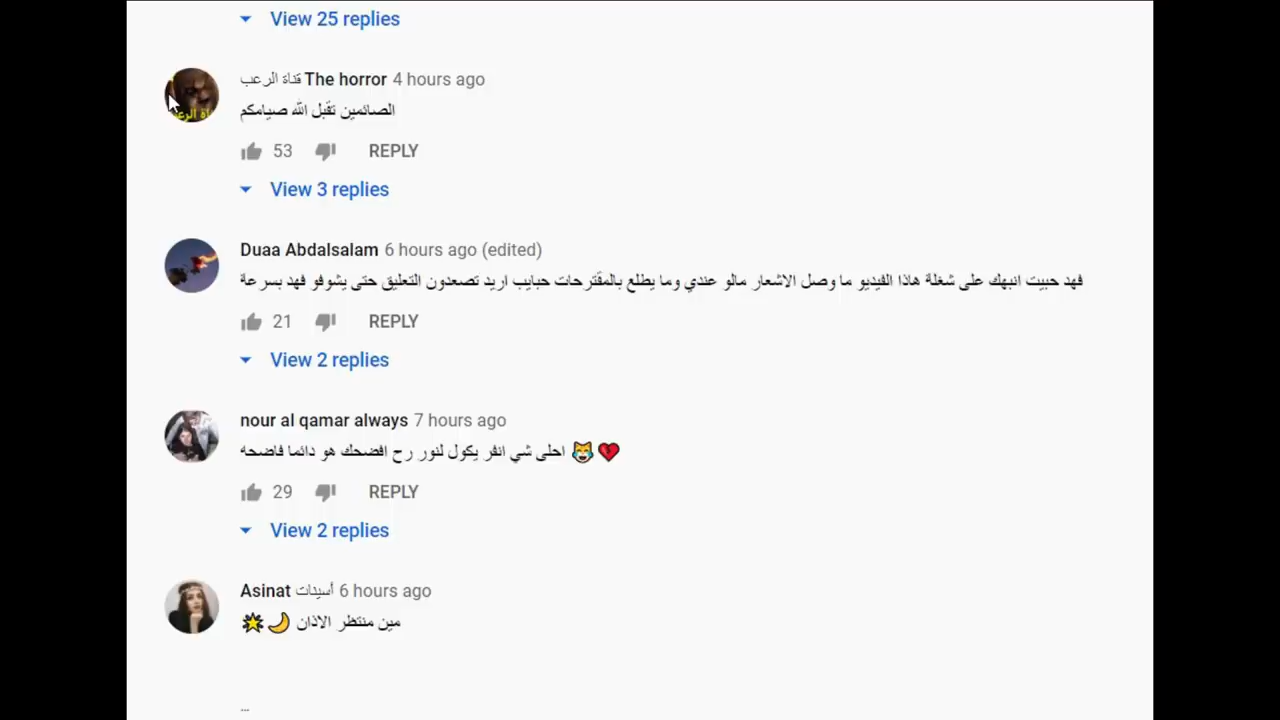 View 25 replies
قناة الرعب The horror 4 hours ago
الصائمين تقبل الله صيامكم
53 REPLY
View 3 replies
Duaa Abdalsalam 6 hours ago (edited)
فهد حبيت انبهك على شغلة هاذا الفيديو ما وصل الاشعار مالو عندي وما يطلع بالمقترحات حبايب اريد تصعدون التعليق حتى يشوفو فهد بسرعة
21 REPLY
View 2 replies
nour al qamar always 7 hours ago
احلى شي انفر يكول لنور رح افضحك هو دائما فاضحه 😹💔
29 REPLY
View 2 replies
Asinat أسينات 6 hours ago
مين منتظر الاذان 🌙🌟
...